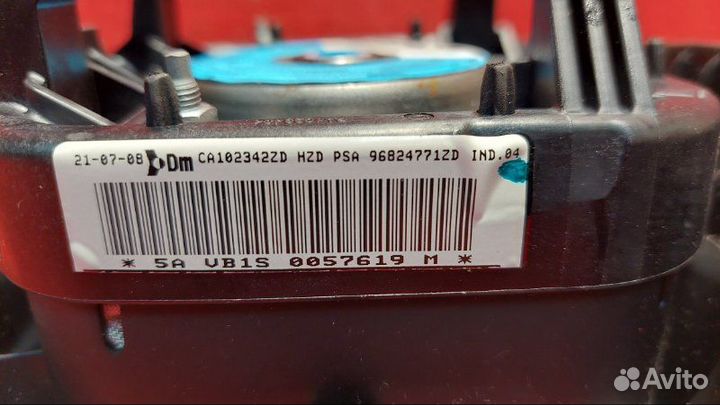 21-07-08 Dm CA102342ZD HZD PSA 96824771ZD IND.04
* 5A VB1S 0057619 M *
Avito